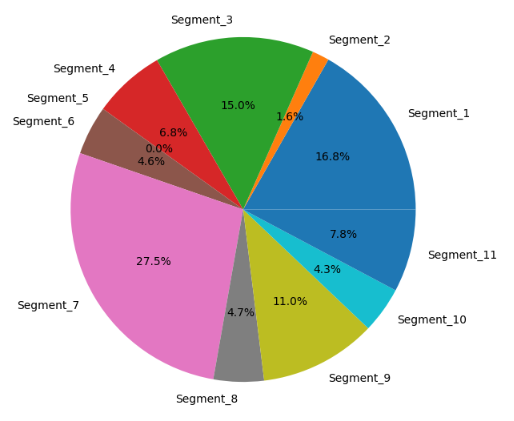 Segment_3
Segment_2
Segment_4
Segment_5
Segment_6
Segment_1
15.0%
1.6%
6.8%
0.0%
4.6%
16.8%
7.8%
Segment_11
4.3%
27.5%
11.0%
4.7%
Segment_7
Segment_10
Segment_9
Segment_8